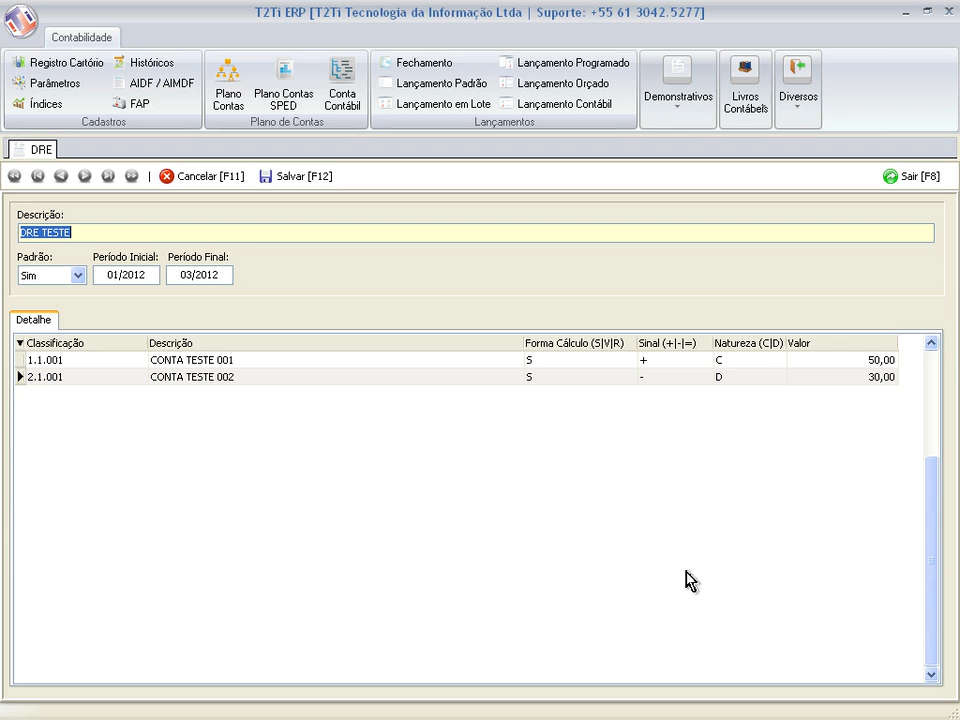 T2Ti ERP [T2Ti Tecnologia da Informação Ltda | Suporte: +55 61 3042.5277]
Contabilidade
Registro Cartório
Históricos
Parâmetros
AIDF / AIMDF
Índices
FAP
Cadastros
Plano Contas
Plano Contas SPED
Conta Contábil
Plano de Contas
Fechamento
Lançamento Programado
Lançamento Padrão
Lançamento Orçado
Lançamento em Lote
Lançamento Contábil
Lançamentos
Demonstrativos
Livros Contábeis
Diversos
DRE
| Cancelar [F11] Salvar [F12] Sair [F8]
Descrição:
DRE TESTE
Padrão: Período Inicial: Período Final:
Sim 01/2012 03/2012
Detalhe
Classificação Descrição Forma Cálculo (S|V|R) Sinal (+|-|=) Natureza (C|D) Valor
1.1.001 CONTA TESTE 001 S + C 50,00
2.1.001 CONTA TESTE 002 S - D 30,00